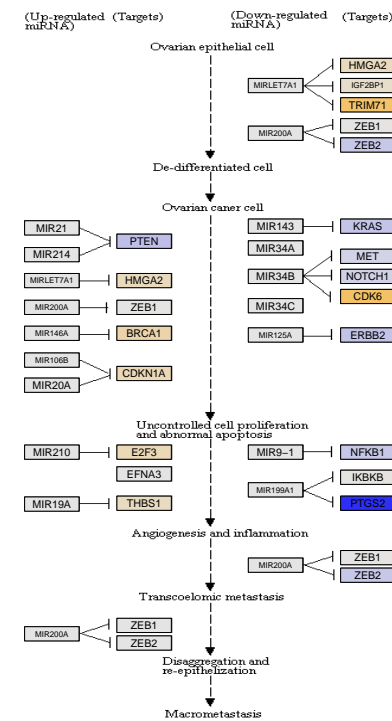 (Up-regulated (Targets)
miRNA)
(Down-regulated (Targets)
miRNA)
Ovarian epithelial cell
HMGA2
MIRLET7A1
IGF2BP1
TRIM71
ZEB1
MIR200A
ZEB2
De-differentiated cell
Ovarian caner cell
MIR21
PTEN
MIR214
MIRLET7A1
HMGA2
MIR200A
ZEB1
MIR146A
BRCA1
MIR106B
CDKN1A
MIR20A
MIR143
KRAS
MIR34A
MET
MIR34B
NOTCH1
CDK6
MIR34C
MIR125A
ERBB2
Uncontrolled cell proliferation
and abnormal apoptosis
MIR210
E2F3
EFNA3
MIR19A
THBS1
MIR9-1
NFKB1
IKBKB
MIR199A1
PTGS2
Angiogenesis and inflammation
ZEB1
MIR200A
ZEB2
Transcoelomic metastasis
ZEB1
MIR200A
ZEB2
Disaggregation and
re-epithelization
Macrometastasis